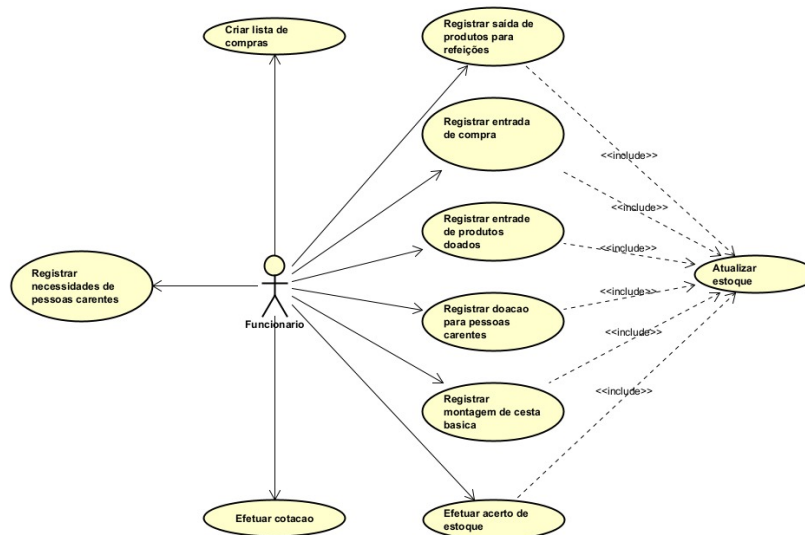 Criar lista de
compras
Registrar saída de
produtos para
refeições
Registrar entrada
de compra
<<include>>
<<include>>
Registrar entrade
de produtos
doados
<<include>>
Registrar
necessidades de
pessoas carentes
Atualizar
estoque
Funcionario
Registrar doacao
para pessoas
carentes
<<include>>
<<include>>
Registrar
montagem de cesta
basica
<<include>>
Efetuar cotacao
Efetuar acerto de
estoque